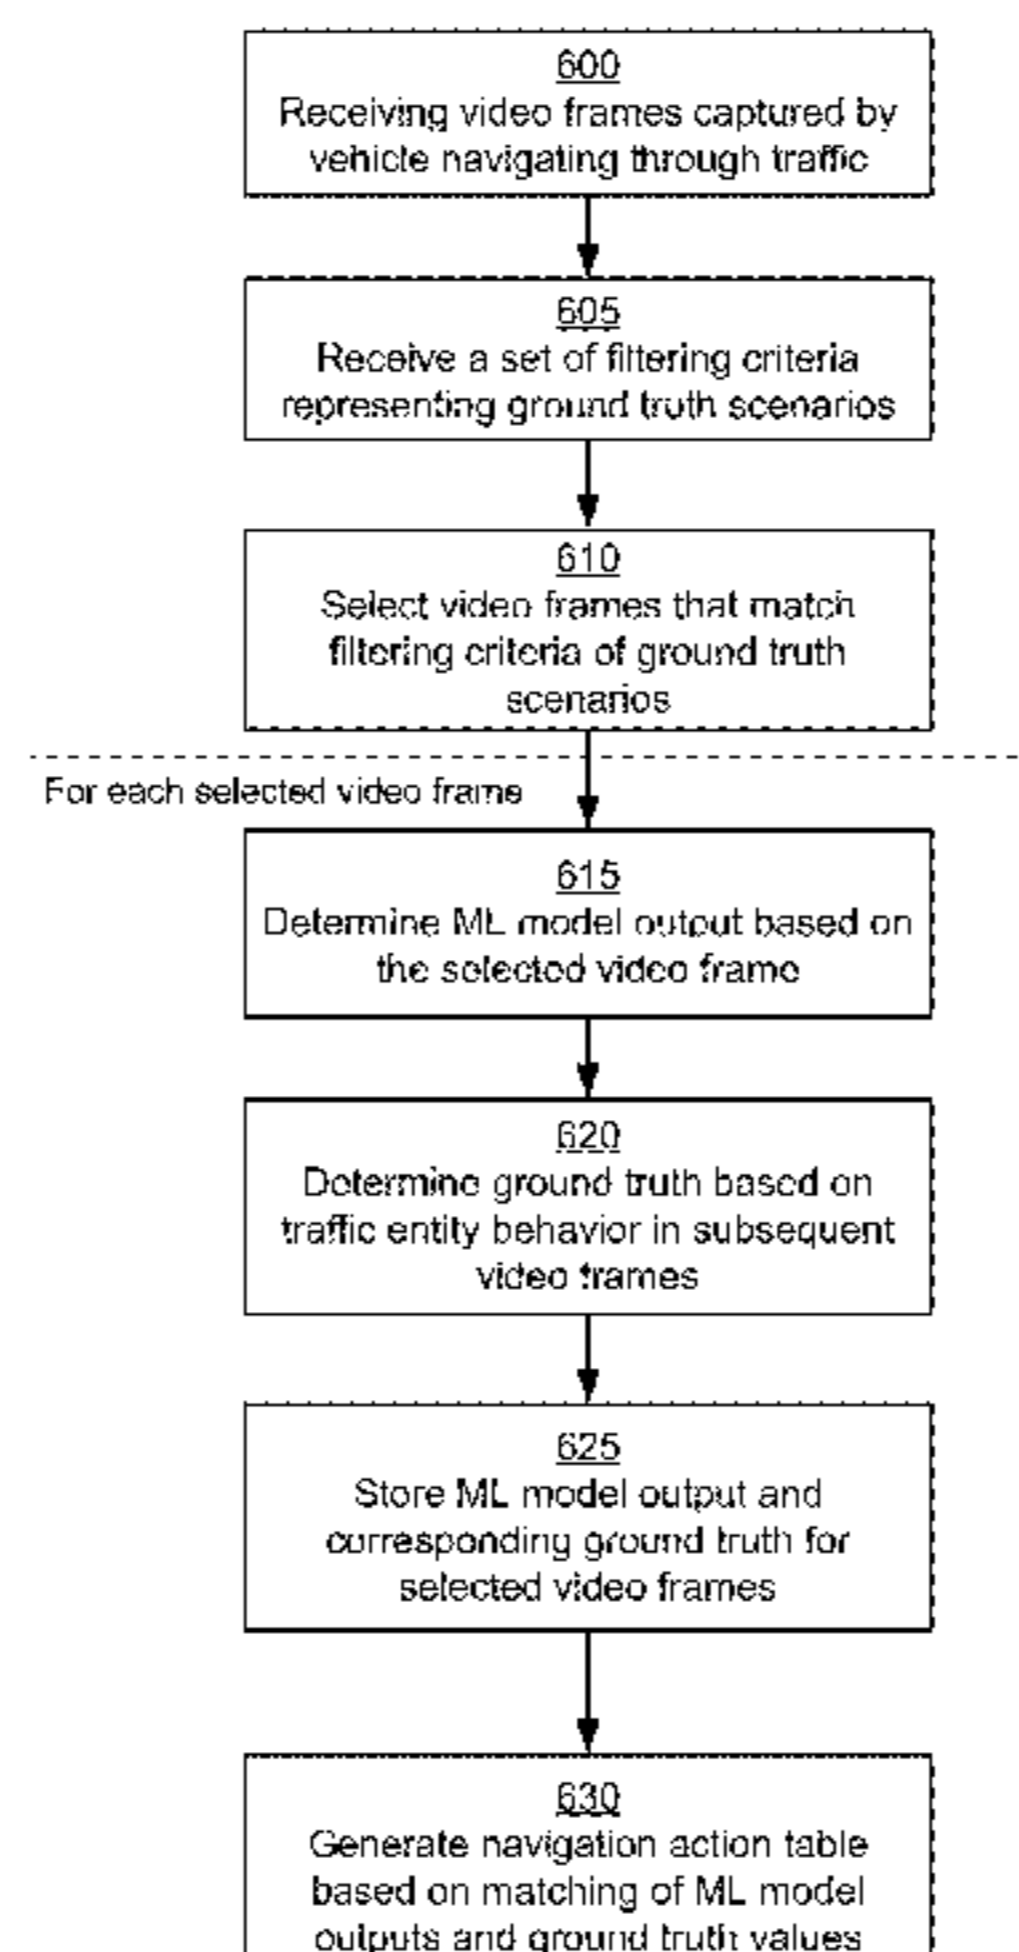 600
Receiving video frames captured by
vehicle navigating through traffic
605
Receive a set of filtering criteria
representing ground truth scenarios
610
Select video frames that match
filtering criteria of ground truth
scenarios
For each selected video frame
615
Determine ML model output based on
the selected video frame
620
Determine ground truth based on
traffic entity behavior in subsequent
video frames
625
Store ML model output and
corresponding ground truth for
selected video frames
630
Generate navigation action table
based on matching of ML model
outputs and ground truth values